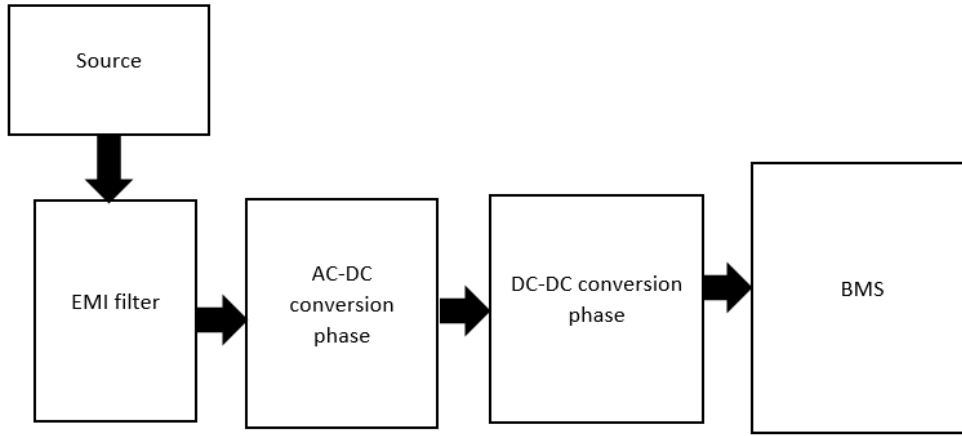 Source
EMI filter
AC-DC
conversion
phase
DC-DC conversion
phase
BMS